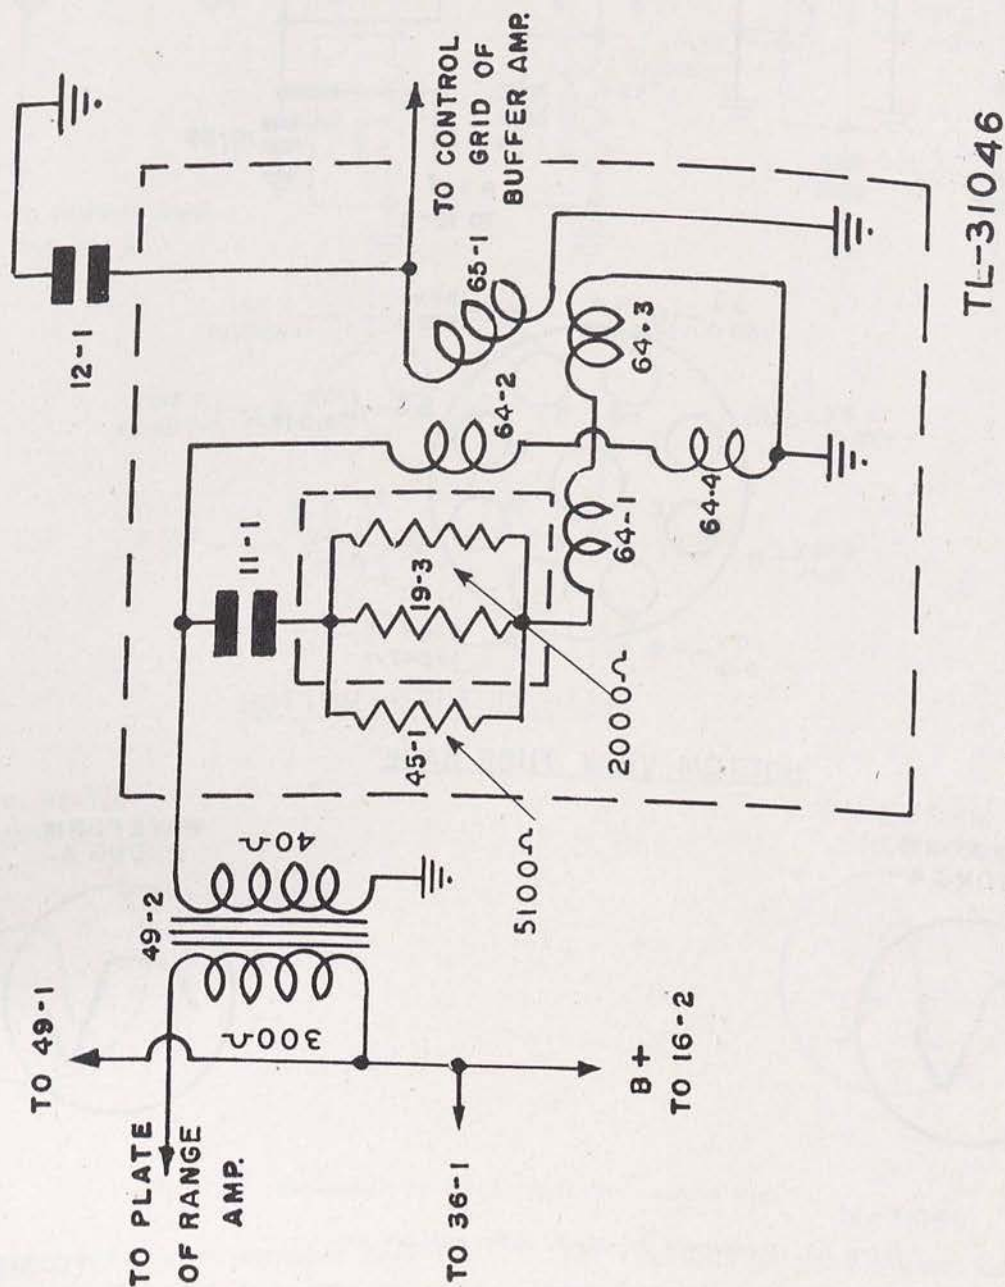 TO 49-1
TO PLATE
OF RANGE
AMP.
TO 36-1
B+
TO 16-2
49-2
300Ω
40Ω
5100Ω
2000Ω
45-1
19-3
11-1
12-1
64-2
64-1
64-4
64-3
65-1
TO CONTROL
GRID OF
BUFFER AMP.
TL-31046